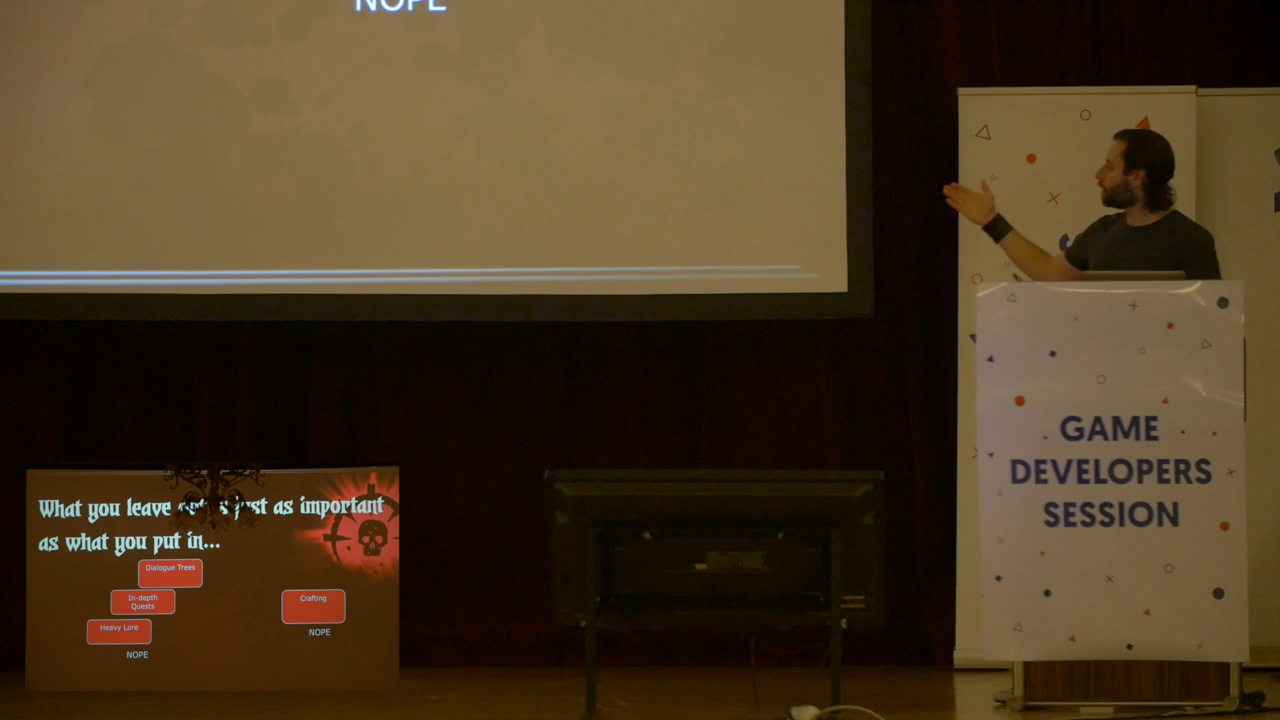 NOPE
GAME
DEVELOPERS
SESSION
What you leave just as important
as what you put in...
Dialogue Trees
In-depth
Quests
Crafting
Heavy Lore
NOPE
NOPE